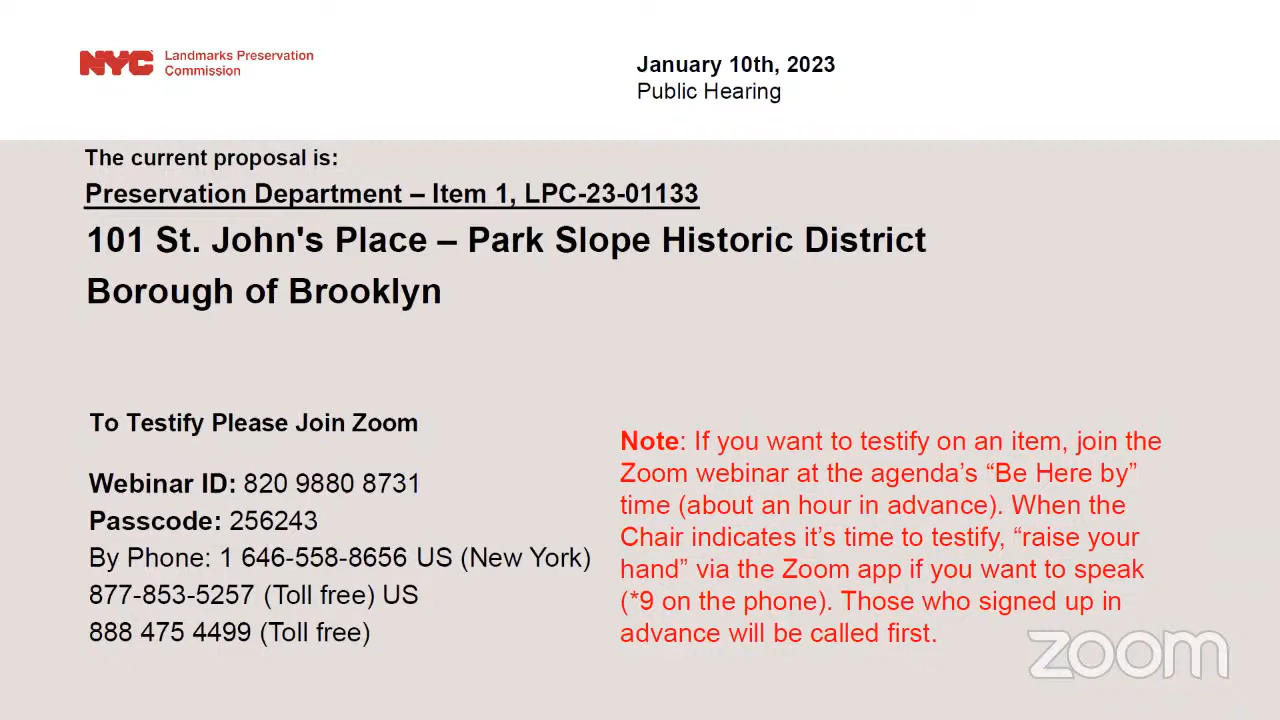 NYC Landmarks Preservation
Commission
January 10th, 2023
Public Hearing
The current proposal is:
Preservation Department – Item 1, LPC-23-01133
101 St. John's Place – Park Slope Historic District
Borough of Brooklyn
To Testify Please Join Zoom
Webinar ID: 820 9880 8731
Passcode: 256243
By Phone: 1 646-558-8656 US (New York)
877-853-5257 (Toll free) US
888 475 4499 (Toll free)
Note: If you want to testify on an item, join the
Zoom webinar at the agenda’s “Be Here by”
time (about an hour in advance). When the
Chair indicates it’s time to testify, “raise your
hand” via the Zoom app if you want to speak
(*9 on the phone). Those who signed up in
advance will be called first.
zoom